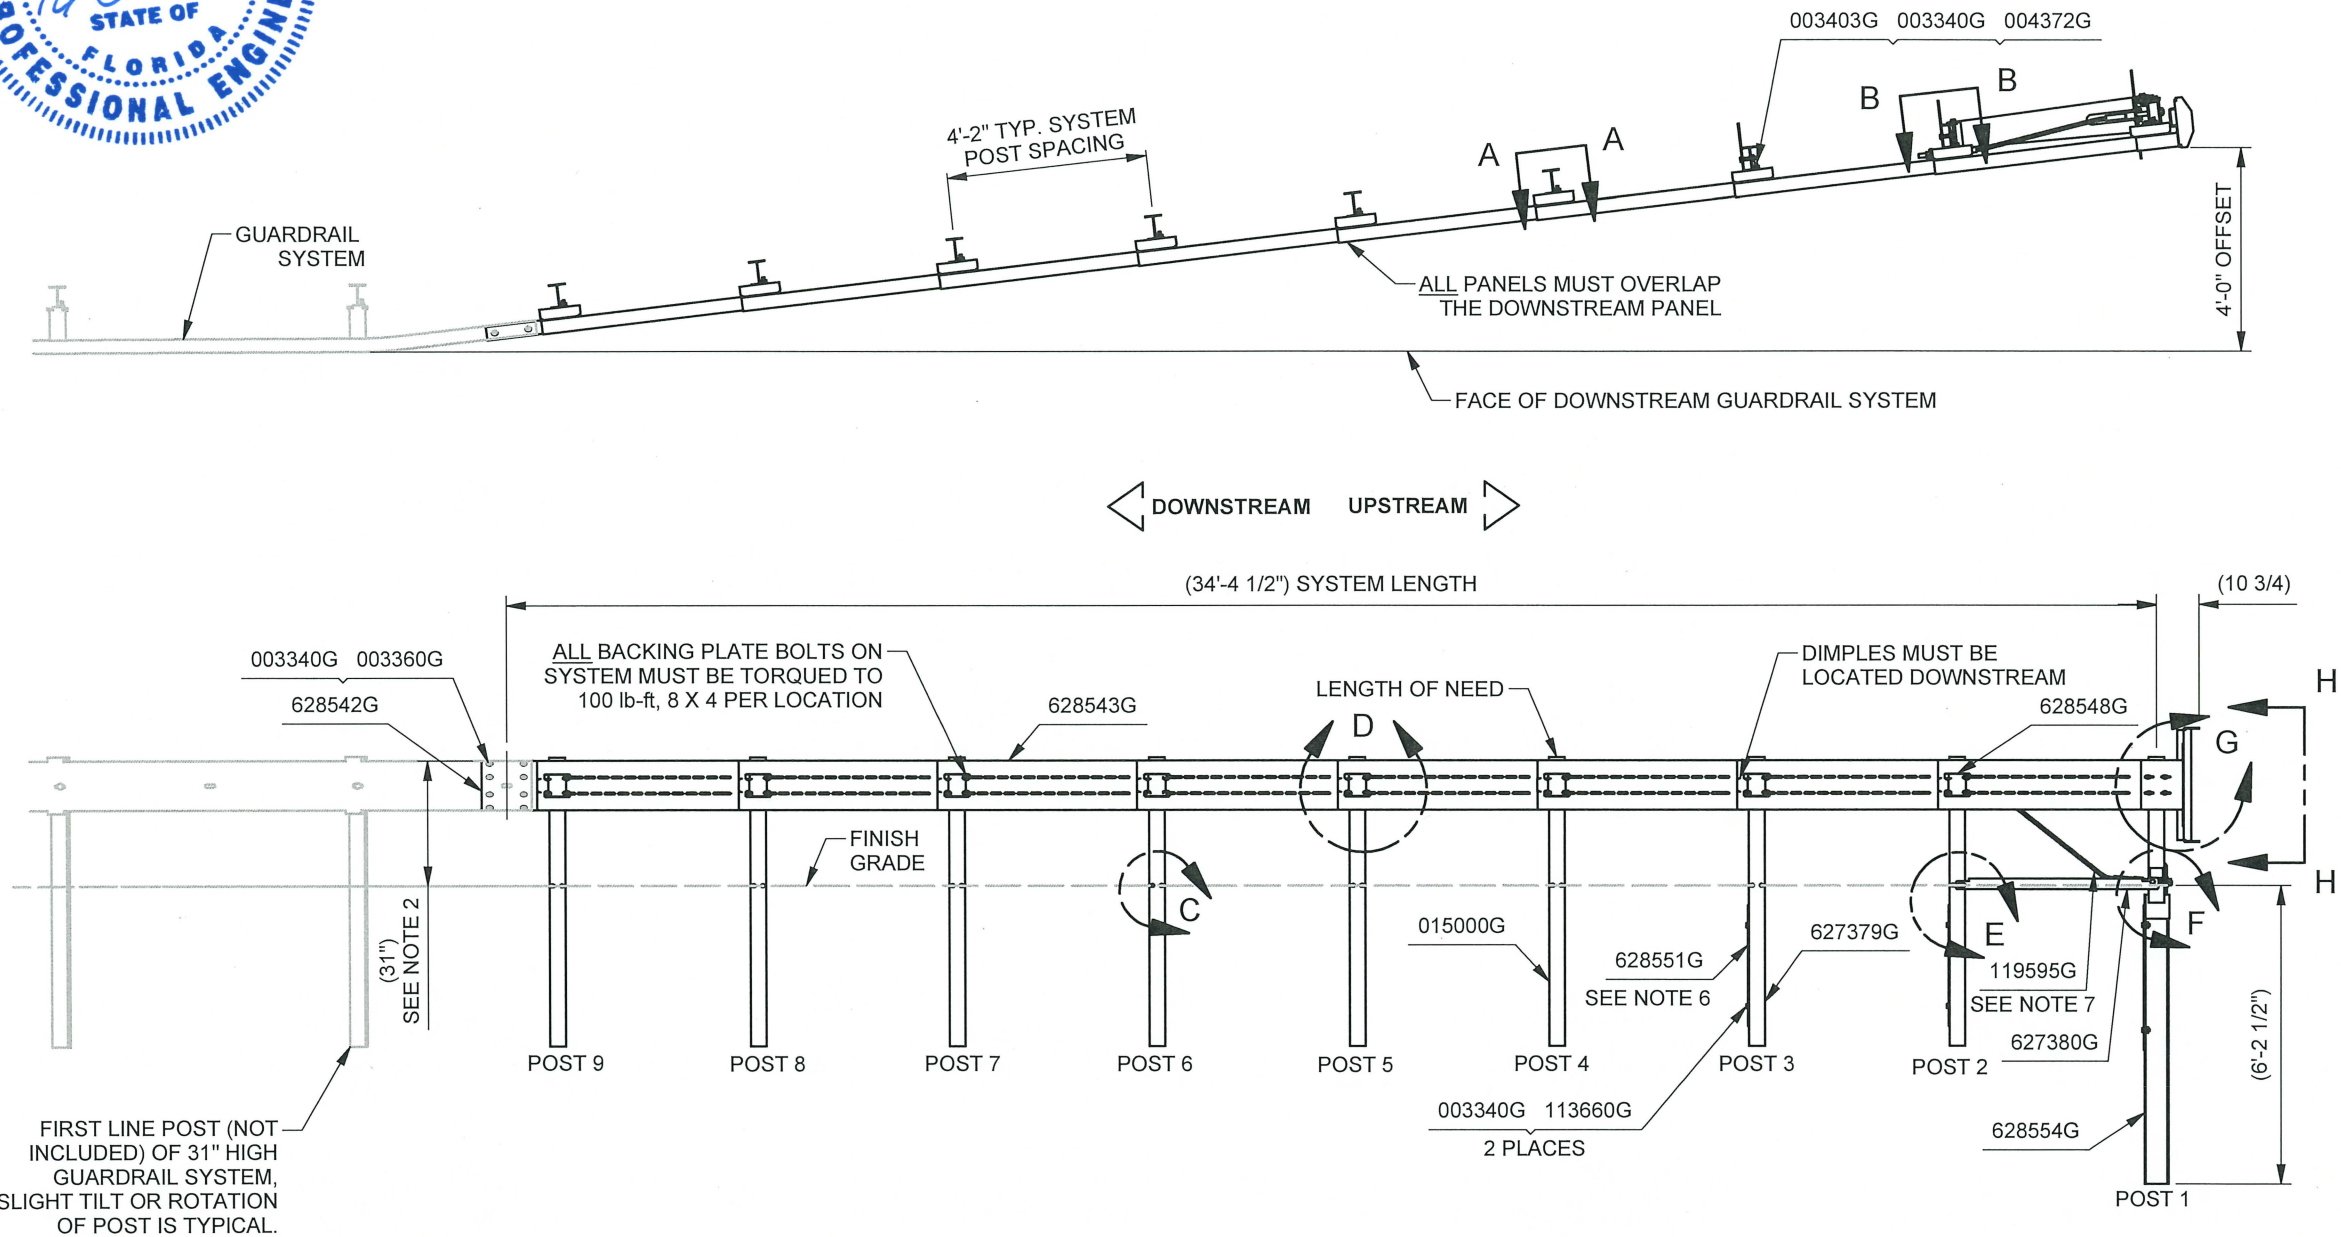 STATE OF
FLORIDA
PROFESSIONAL ENGIN
003403G 003340G 004372G
B
B
4'-2" TYP. SYSTEM
POST SPACING
A
A
4'-0" OFFSET
GUARDRAIL
SYSTEM
ALL PANELS MUST OVERLAP
THE DOWNSTREAM PANEL
FACE OF DOWNSTREAM GUARDRAIL SYSTEM
DOWNSTREAM UPSTREAM
(34'-4 1/2") SYSTEM LENGTH
(10 3/4)
ALL BACKING PLATE BOLTS ON
SYSTEM MUST BE TORQUED TO
100 lb-ft, 8 X 4 PER LOCATION
003340G 003360G
628542G
628543G
LENGTH OF NEED
DIMPLES MUST BE
LOCATED DOWNSTREAM
628548G
H
D
G
FINISH
GRADE
H
C
E
F
(31")
SEE NOTE 2
015000G
628551G
SEE NOTE 6
627379G
119595G
SEE NOTE 7
627380G
(6'-2 1/2")
POST 9
POST 8
POST 7
POST 6
POST 5
POST 4
POST 3
POST 2
003340G 113660G
2 PLACES
628554G
POST 1
FIRST LINE POST (NOT
INCLUDED) OF 31" HIGH
GUARDRAIL SYSTEM,
SLIGHT TILT OR ROTATION
OF POST IS TYPICAL.